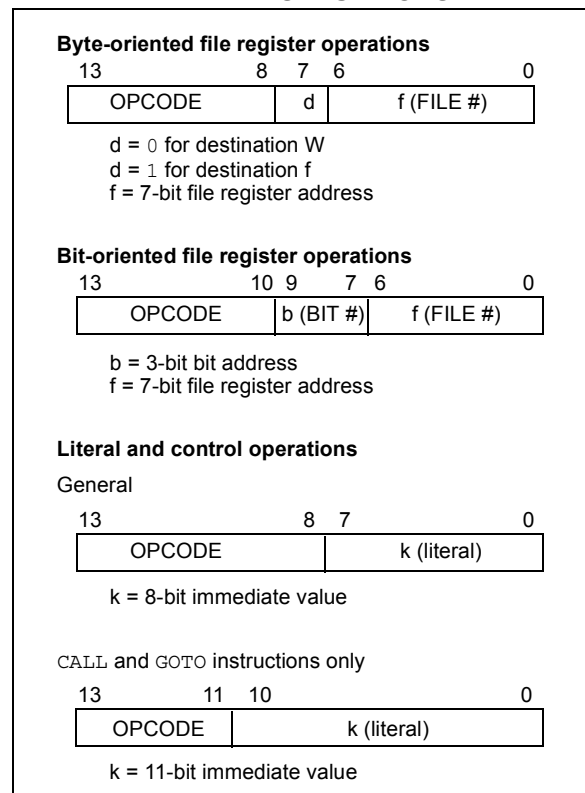 Byte-oriented file register operations
13 8 7 6 0
OPCODE d f (FILE #)
d = 0 for destination W
d = 1 for destination f
f = 7-bit file register address
Bit-oriented file register operations
13 10 9 7 6 0
OPCODE b (BIT #) f (FILE #)
b = 3-bit bit address
f = 7-bit file register address
Literal and control operations
General
13 8 7 0
OPCODE k (literal)
k = 8-bit immediate value
CALL and GOTO instructions only
13 11 10 0
OPCODE k (literal)
k = 11-bit immediate value